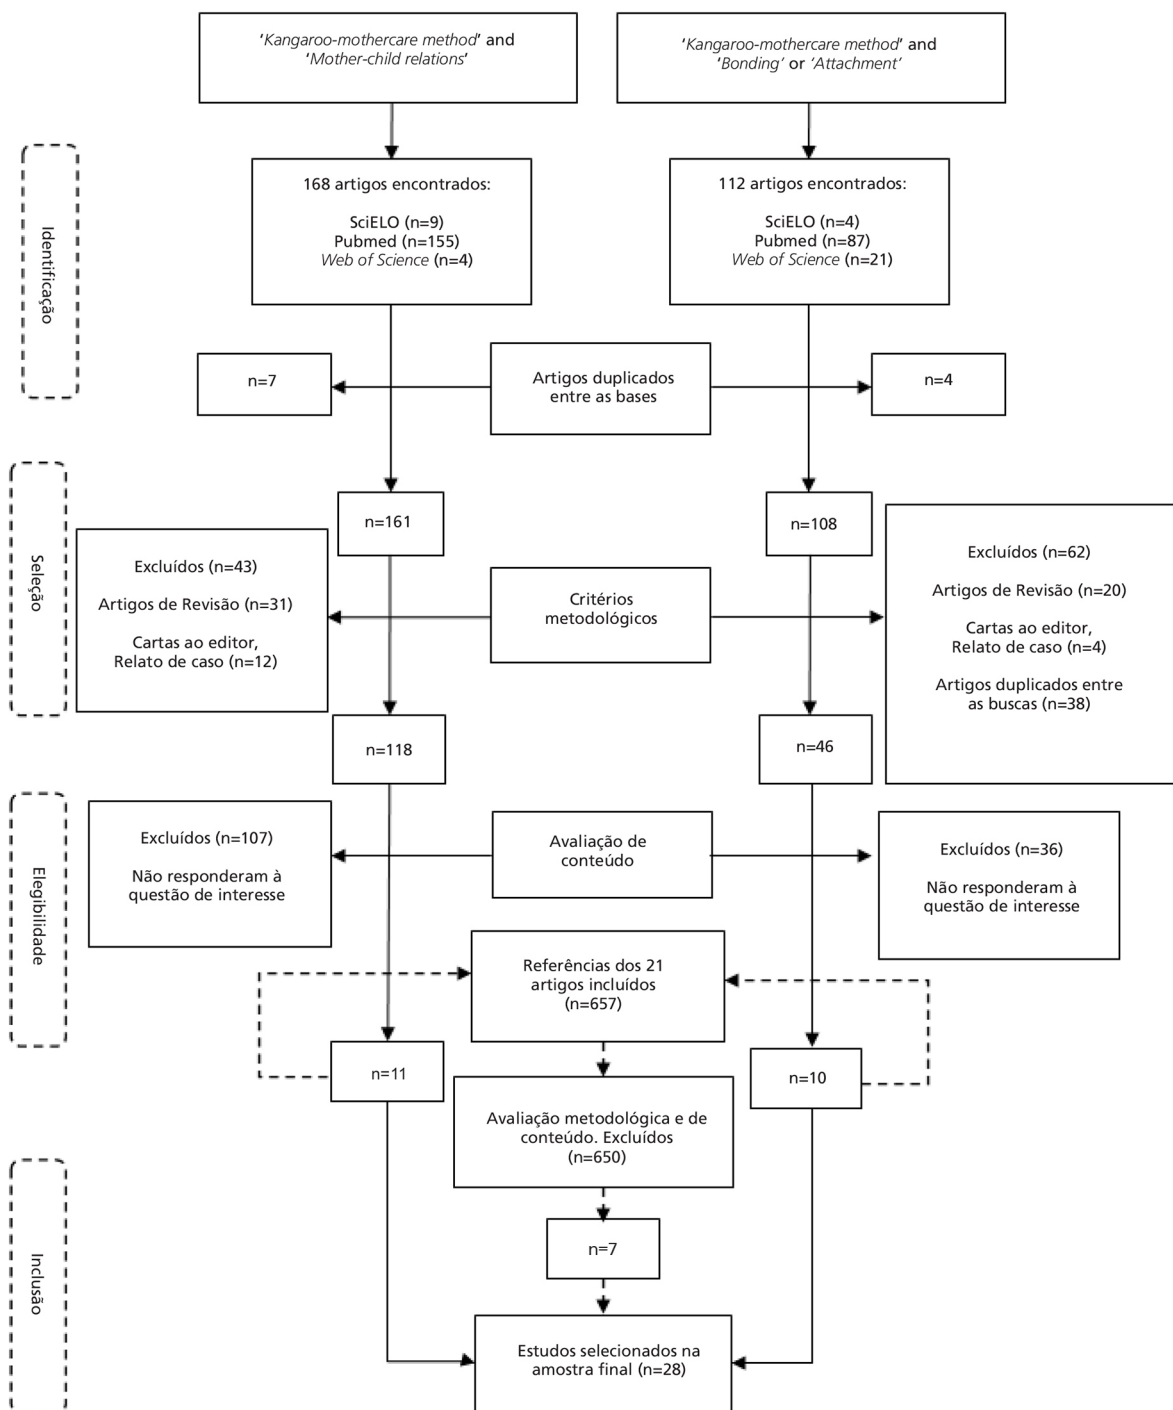 ‘Kangaroo-mothercare method’ and
‘Mother-child relations’
‘Kangaroo-mothercare method’ and
‘Bonding’ or ‘Attachment’
Identificação
168 artigos encontrados:
SciELO (n=9)
Pubmed (n=155)
Web of Science (n=4)
112 artigos encontrados:
SciELO (n=4)
Pubmed (n=87)
Web of Science (n=21)
n=7
Artigos duplicados
entre as bases
n=4
Seleção
n=161
n=108
Excluídos (n=43)
Artigos de Revisão (n=31)
Cartas ao editor,
Relato de caso (n=12)
Critérios
metodológicos
Excluídos (n=62)
Artigos de Revisão (n=20)
Cartas ao editor,
Relato de caso (n=4)
Artigos duplicados entre
as buscas (n=38)
n=118
n=46
Elegibilidade
Excluídos (n=107)
Não responderam à
questão de interesse
Avaliação de
conteúdo
Excluídos (n=36)
Não responderam à
questão de interesse
Referências dos 21
artigos incluídos
(n=657)
n=11
n=10
Avaliação metodológica e de
conteúdo. Excluídos
(n=650)
Inclusão
n=7
Estudos selecionados na
amostra final (n=28)